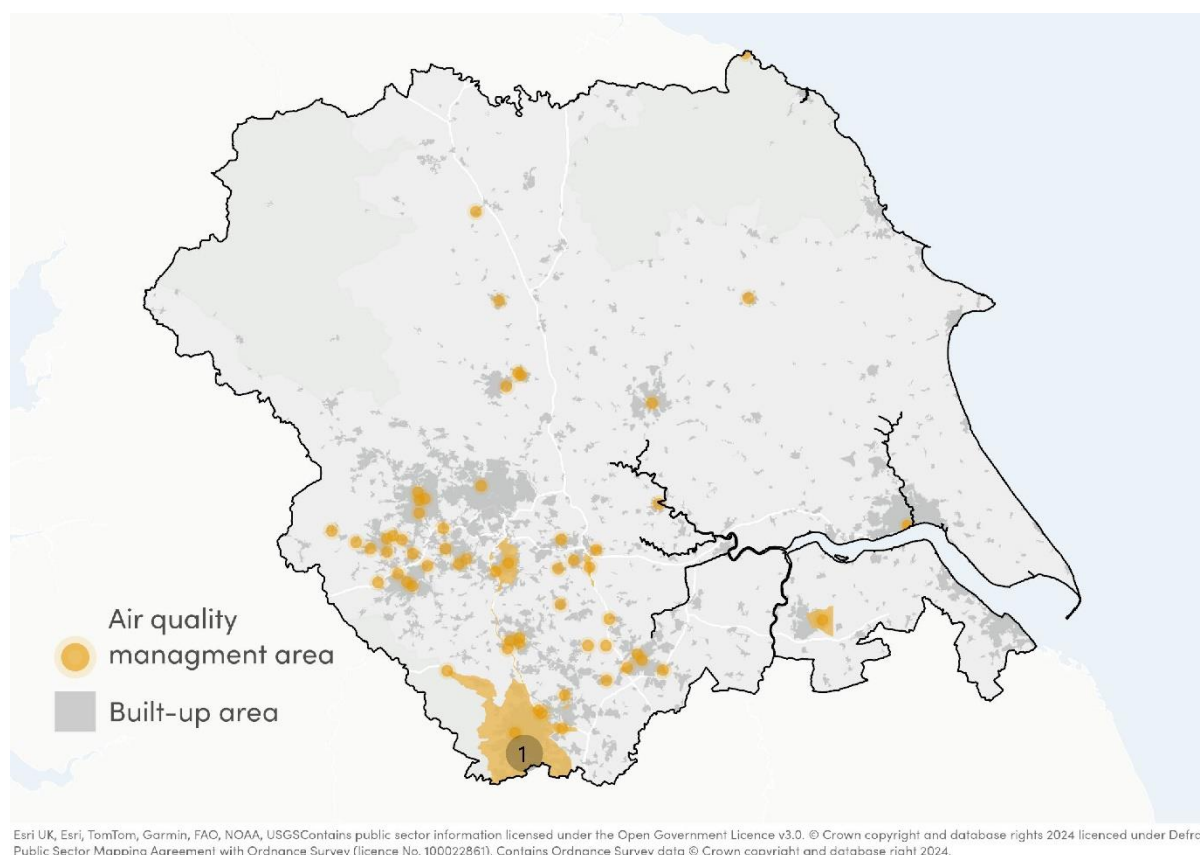 1
Air quality
managment area
Built-up area
Esri UK, Esri, TomTom, Garmin, FAO, NOAA, USGSContains public sector information licensed under the Open Government Licence v3.0. © Crown copyright and database rights 2024 licenced under Defra
Public Sector Mapping Agreement with Ordnance Survey (licence No. 100022861). Contains Ordnance Survey data © Crown copyright and database right 2024.